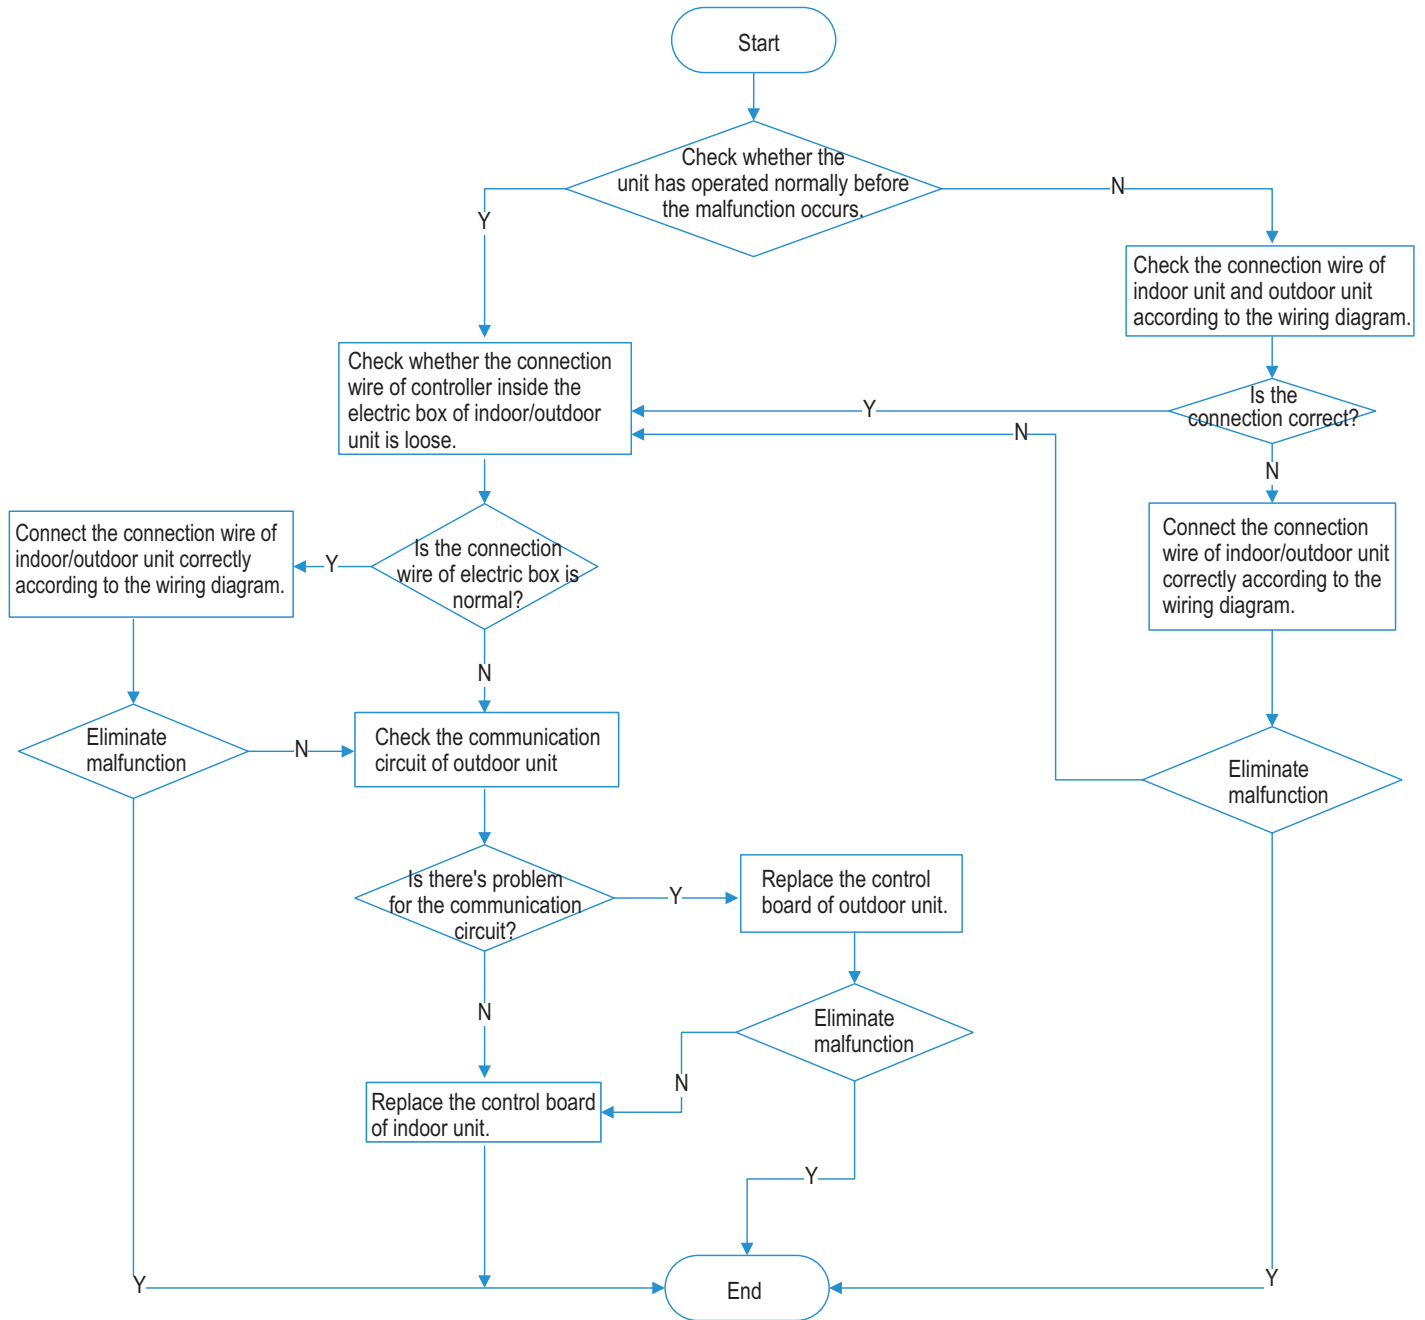 Start
Check whether the
unit has operated normally before
the malfunction occurs.
Y
N
Check the connection wire of
indoor unit and outdoor unit
according to the wiring diagram.
Check whether the connection
wire of controller inside the
electric box of indoor/outdoor
unit is loose.
Y
Is the
connection correct?
N
N
Connect the connection
wire of indoor/outdoor unit
correctly according to the
wiring diagram.
Connect the connection wire of
indoor/outdoor unit correctly
according to the wiring diagram.
Y
Is the connection
wire of electric box is
normal?
N
Eliminate
malfunction
N
Check the communication
circuit of outdoor unit
Eliminate
malfunction
Is there's problem
for the communication
circuit?
Y
Replace the control
board of outdoor unit.
N
Eliminate
malfunction
N
Replace the control board
of indoor unit.
Y
Y
End
Y